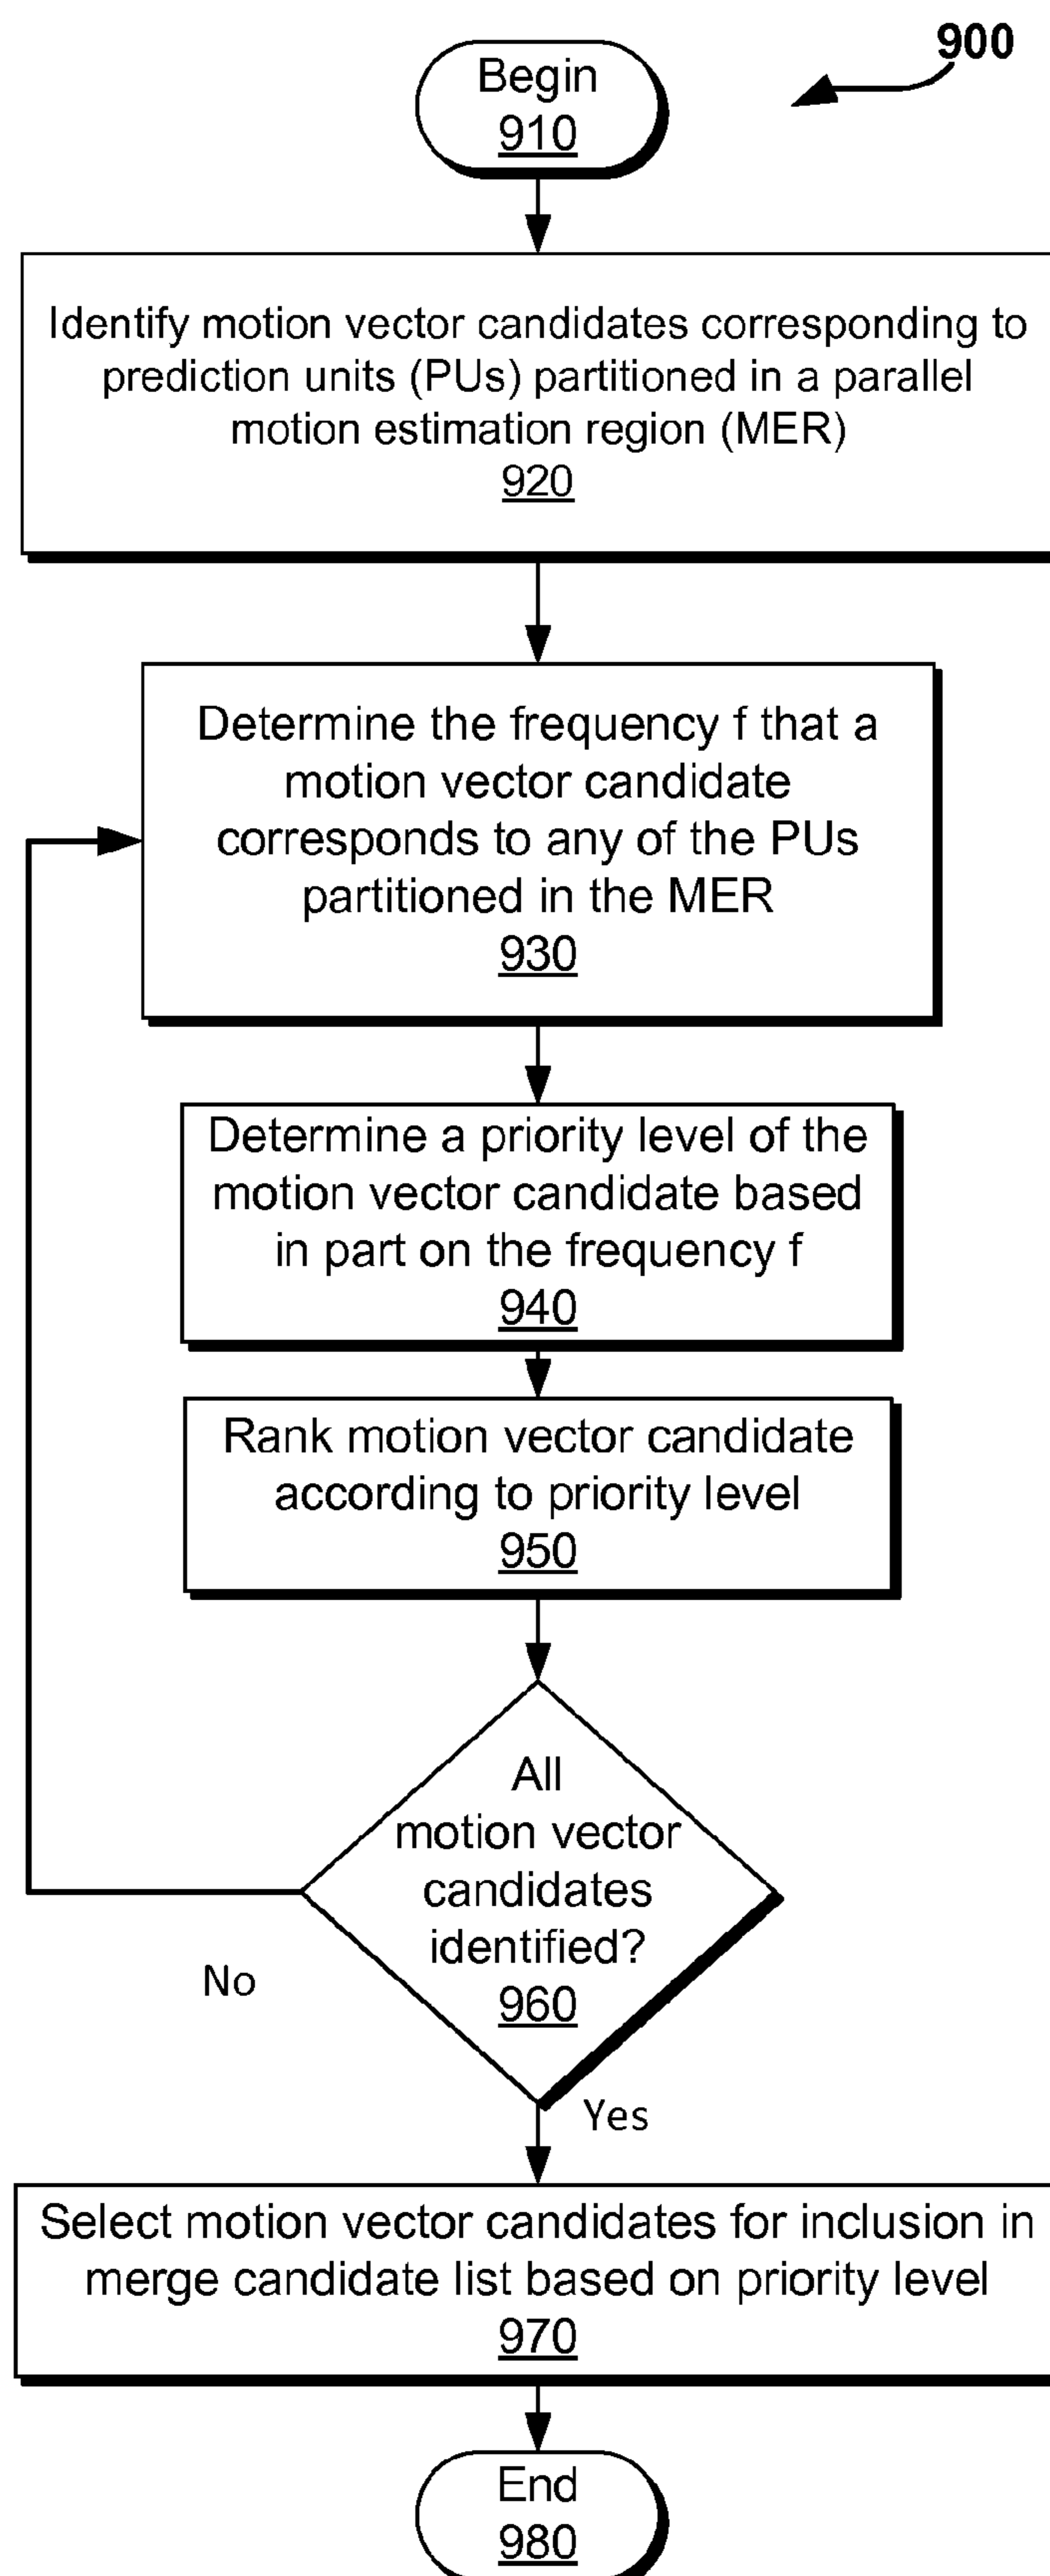 900
Begin
910
Identify motion vector candidates corresponding to
prediction units (PUs) partitioned in a parallel
motion estimation region (MER)
920
Determine the frequency f that a
motion vector candidate
corresponds to any of the PUs
partitioned in the MER
930
Determine a priority level of the
motion vector candidate based
in part on the frequency f
940
Rank motion vector candidate
according to priority level
950
All
motion vector
candidates
identified?
960
No
Yes
Select motion vector candidates for inclusion in
merge candidate list based on priority level
970
End
980